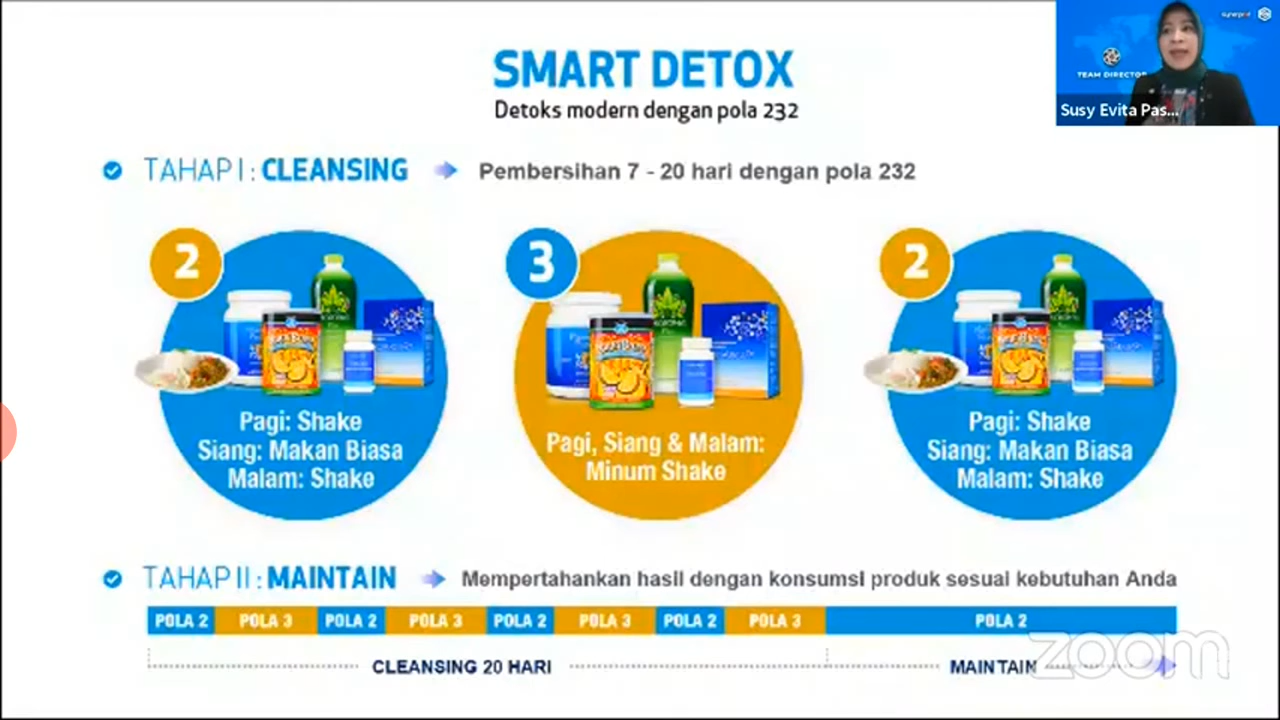 SMART DETOX
Detoks modern dengan pola 232
synergy
TEAM DIRECTOR
Susy Evita Pas...
TAHAP I : CLEANSING
Pembersihan 7 - 20 hari dengan pola 232
2
Pagi: Shake
Siang: Makan Biasa
Malam: Shake
3
Pagi, Siang & Malam:
Minum Shake
2
Pagi: Shake
Siang: Makan Biasa
Malam: Shake
TAHAP II : MAINTAIN
Mempertahankan hasil dengan konsumsi produk sesuai kebutuhan Anda
POLA 2 POLA 3 POLA 2 POLA 3 POLA 2 POLA 3 POLA 2 POLA 3 POLA 2
CLEANSING 20 HARI
MAINTAIN
zoom